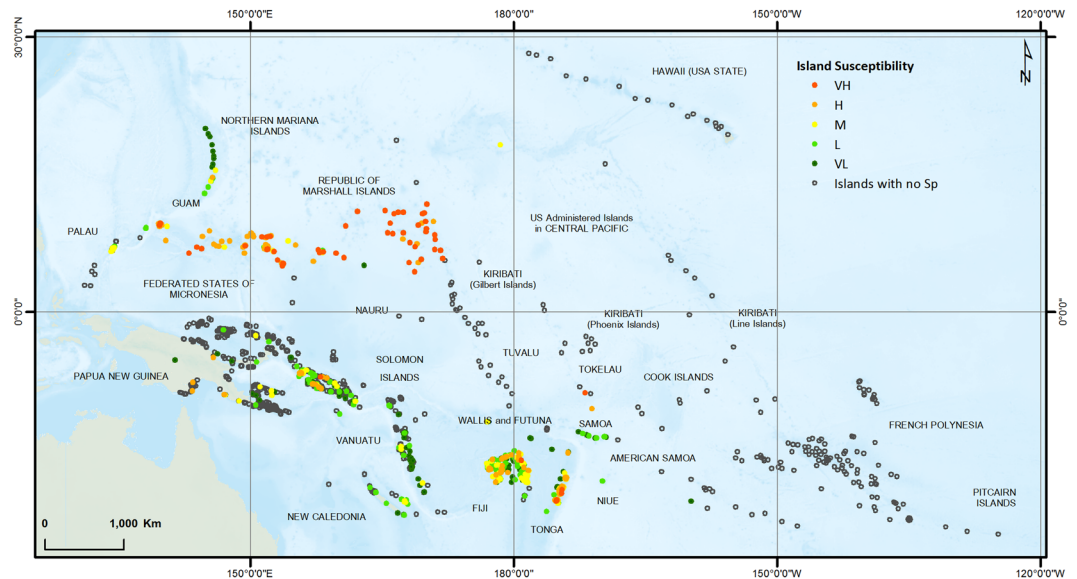 150°0'0"E
180°0'0"
150°0'0"W
120°0'0"W
30°0'0"N
HAWAII (USA STATE)
Island Susceptibility
VH
H
M
L
VL
Islands with no Sp
N
NORTHERN MARIANA
ISLANDS
REPUBLIC OF
MARSHALL ISLANDS
GUAM
PALAU
US Administered Islands
in CENTRAL PACIFIC
FEDERATED STATES OF
MICRONESIA
KIRIBATI
(Gilbert Islands)
NAURU
KIRIBATI
(Phoenix Islands)
KIRIBATI
(Line Islands)
0°0'0"
0°0'0"
TUVALU
SOLOMON
ISLANDS
TOKELAU
PAPUA NEW GUINEA
COOK ISLANDS
WALLIS and FUTUNA
SAMOA
FRENCH POLYNESIA
VANUATU
AMERICAN SAMOA
PITCAIRN
ISLANDS
NIUE
FIJI
NEW CALEDONIA
TONGA
0
1,000 Km
150°0'0"E
180°0'0"
150°0'0"W
120°0'0"W